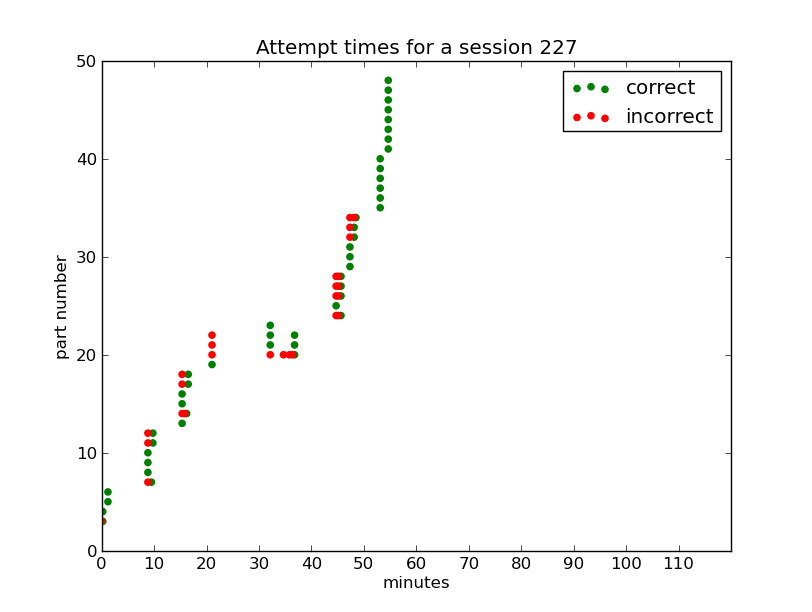 Attempt times for a session 227
correct
incorrect
part number
50
40
30
20
10
0
0 10 20 30 40 50 60 70 80 90 100 110
minutes